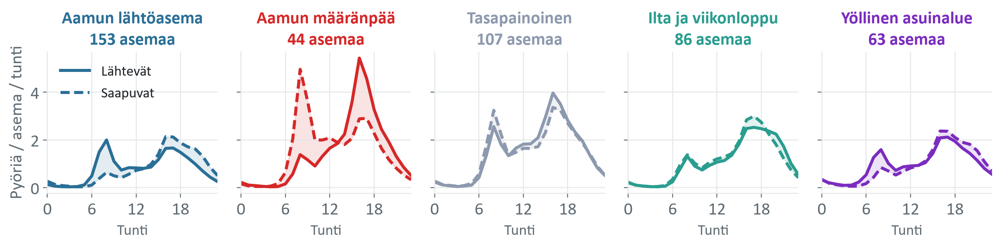 Aamun lähtöasema
153 asemaa
Aamun määränpää
44 asemaa
Tasapainoinen
107 asemaa
Ilta ja viikonloppu
86 asemaa
Yöllinen asuinalue
63 asemaa
Pyöriä / asema / tunti
Lähtevät
Saapuvat
4
2
0
0 6 12 18
0 6 12 18
0 6 12 18
0 6 12 18
0 6 12 18
Tunti
Tunti
Tunti
Tunti
Tunti